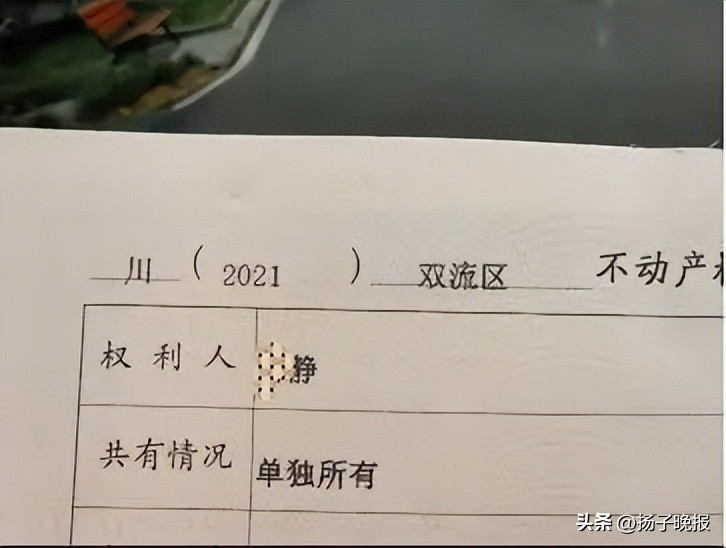 川（2021 ）双流区 不动产
权利人 静
共有情况 单独所有
头条 @扬子晚报